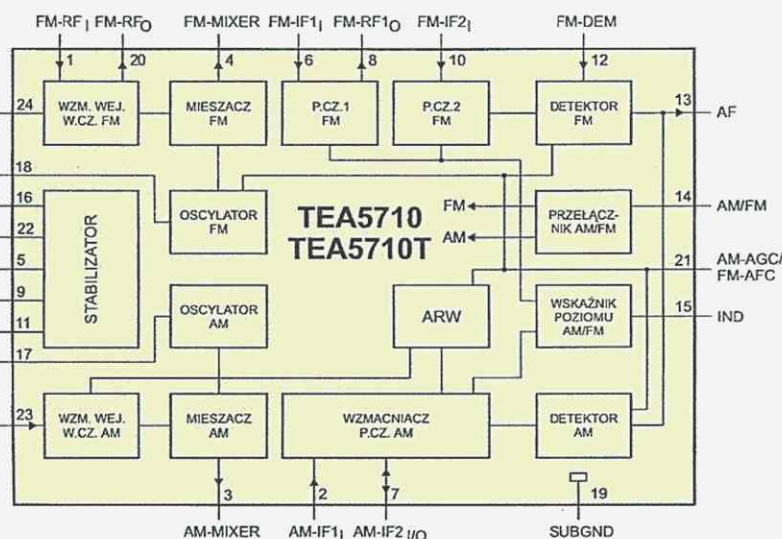 FM-RF I FM-RF O FM-MIXER FM-IF1 I FM-RF1 O FM-IF2 I FM-DEM
1 20 4 6 8 10 12
24 WZM. WEJ. MIESZACZ P.CZ.1 P.CZ.2 DETEKTOR 13 AF
W.CZ. FM FM FM FM FM
18
16 OSCYLATOR TEA5710 FM PRZEŁĄCZ- 14 AM/FM
22 FM TEA5710T AM NIK AM/FM
STABILIZATOR
5 21 AM-AGC/
FM-AFC
9 OSCYLATOR ARW WSKAŹNIK 15 IND
11 AM POZIOMU
AM/FM
17
23 WZM. WEJ. MIESZACZ WZMACNIACZ DETEKTOR
W.CZ. AM AM P.CZ. AM AM
3 2 7 19
AM-MIXER AM-IF1 I AM-IF2 I/O SUBGND